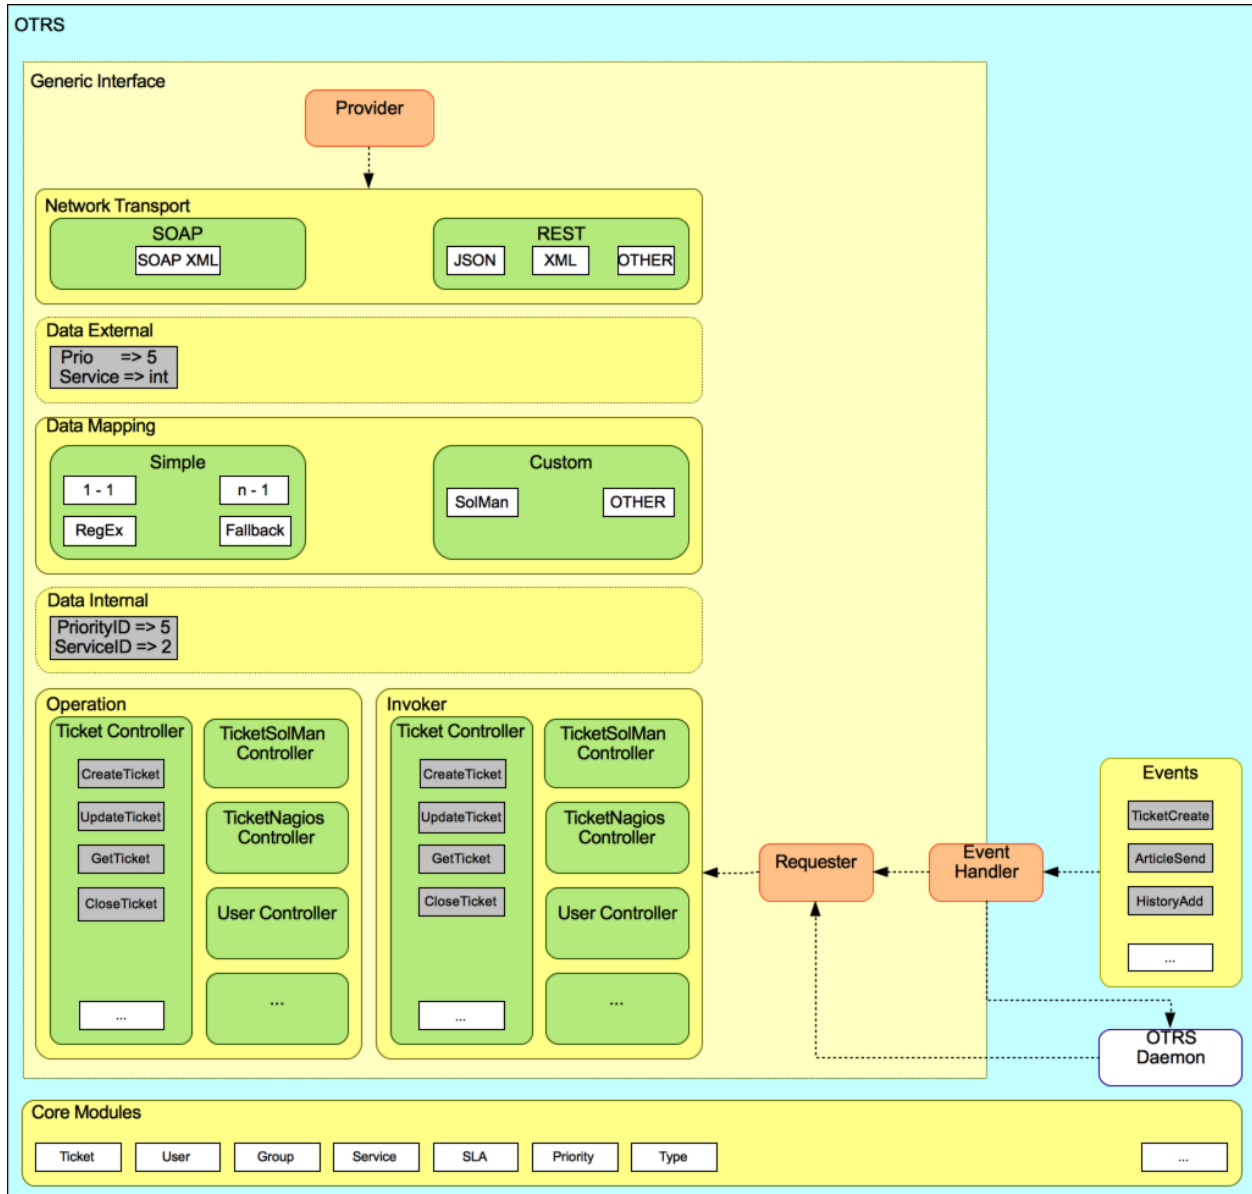 OTRS
Generic Interface
Provider
Network Transport
SOAP
SOAP XML
REST
JSON
XML
OTHER
Data External
Prio => 5
Service => int
Data Mapping
Simple
1 - 1
n - 1
RegEx
Fallback
Custom
SolMan
OTHER
Data Internal
PriorityID => 5
ServiceID => 2
Operation
Ticket Controller
CreateTicket
UpdateTicket
GetTicket
CloseTicket
...
TicketSolMan
Controller
TicketNagios
Controller
User Controller
...
Invoker
Ticket Controller
CreateTicket
UpdateTicket
GetTicket
CloseTicket
...
TicketSolMan
Controller
TicketNagios
Controller
User Controller
...
Requester
Event
Handler
Events
TicketCreate
ArticleSend
HistoryAdd
...
OTRS
Daemon
Core Modules
Ticket
User
Group
Service
SLA
Priority
Type
...